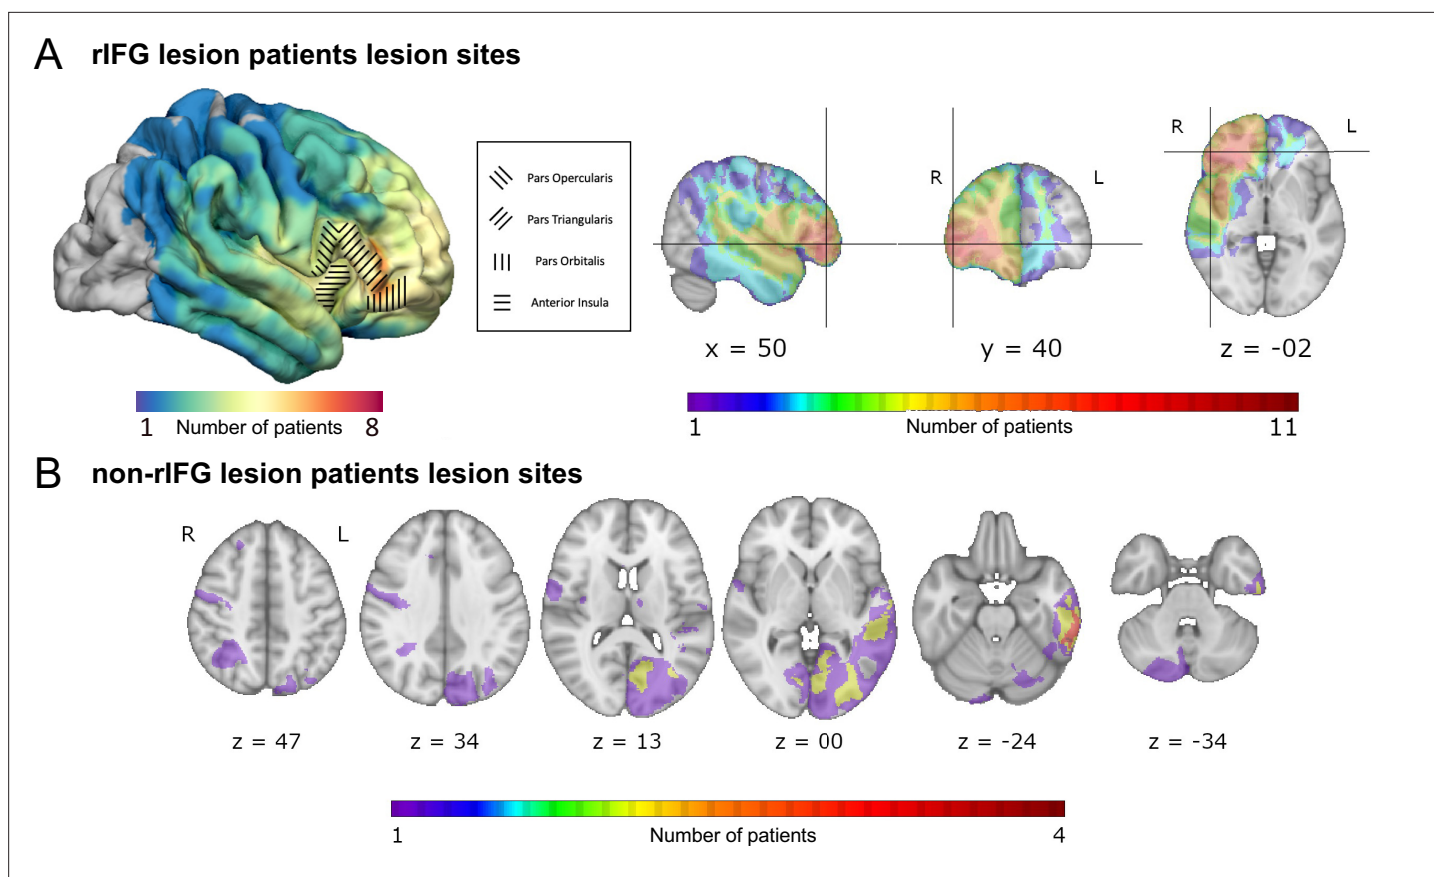 A rIFG lesion patients lesion sites
Pars Opercularis
Pars Triangularis
Pars Orbitalis
Anterior Insula
R L
R L
x = 50 y = 40 z = -02
1 Number of patients 8
1 Number of patients 11
B non-rIFG lesion patients lesion sites
R L
z = 47 z = 34 z = 13 z = 00 z = -24 z = -34
1 Number of patients 4